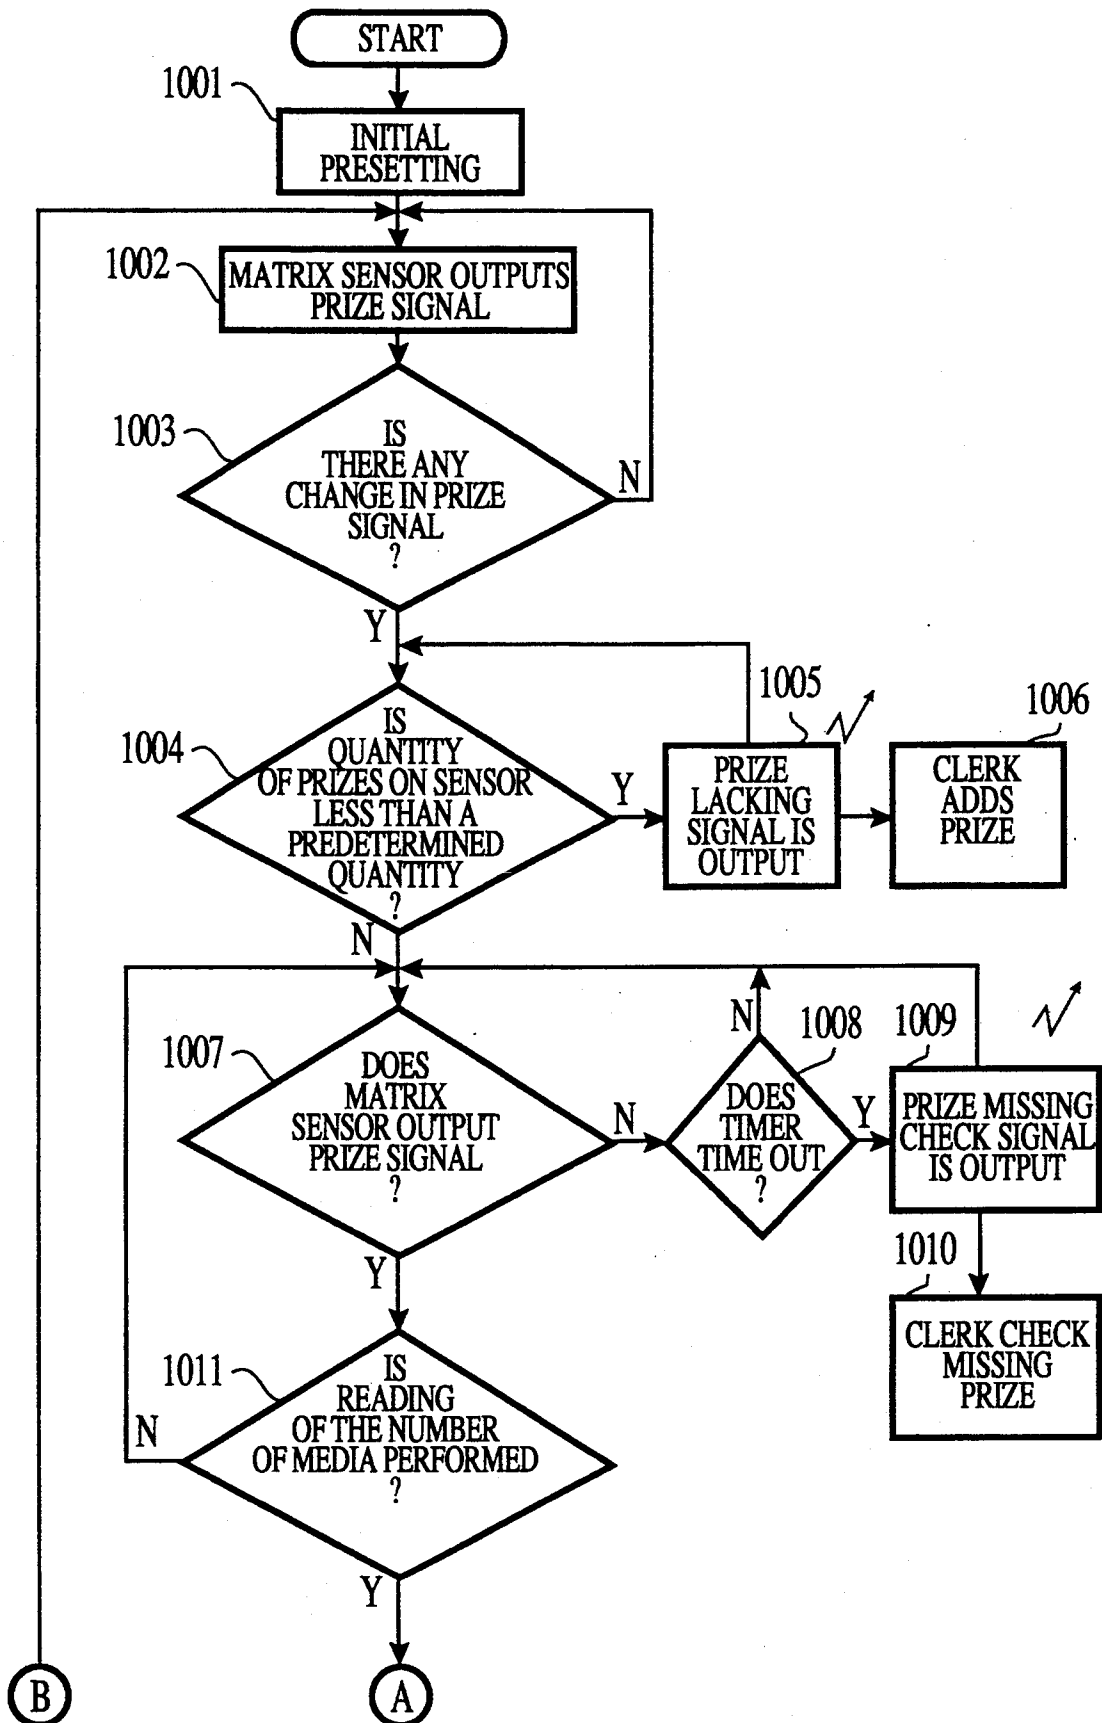 START
1001
INITIAL
PRESETTING
1002
MATRIX SENSOR OUTPUTS
PRIZE SIGNAL
1003
IS
THERE ANY
CHANGE IN PRIZE
SIGNAL
?
N
Y
1004
IS
QUANTITY
OF PRIZES ON SENSOR
LESS THAN A
PREDETERMINED
QUANTITY
?
Y
1005
PRIZE
LACKING
SIGNAL IS
OUTPUT
1006
CLERK
ADDS
PRIZE
N
1007
DOES
MATRIX
SENSOR OUTPUT
PRIZE SIGNAL
?
N
1008
DOES
TIMER
TIME OUT
?
N
Y
1009
PRIZE MISSING
CHECK SIGNAL
IS OUTPUT
1010
CLERK CHECK
MISSING
PRIZE
Y
1011
IS
READING
OF THE NUMBER
OF MEDIA PERFORMED
?
N
Y
B
A